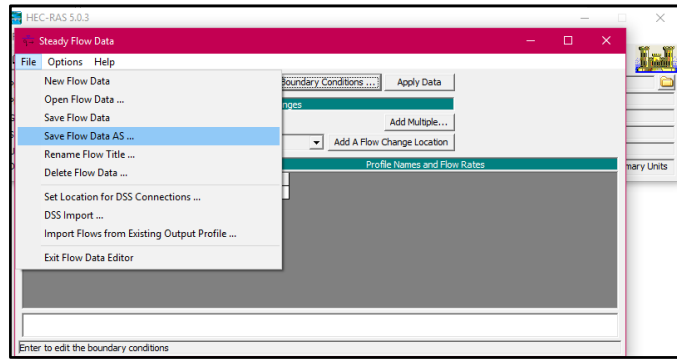 HEC-RAS 5.0.3
Steady Flow Data
File Options Help
New Flow Data
Open Flow Data ...
Save Flow Data
Save Flow Data AS ...
Rename Flow Title ...
Delete Flow Data ...
Set Location for DSS Connections ...
DSS Import ...
Import Flows from Existing Output Profile ...
Exit Flow Data Editor
Boundary Conditions ... Apply Data
nges
Add Multiple...
Add A Flow Change Location
Profile Names and Flow Rates
mary Units
Enter to edit the boundary conditions